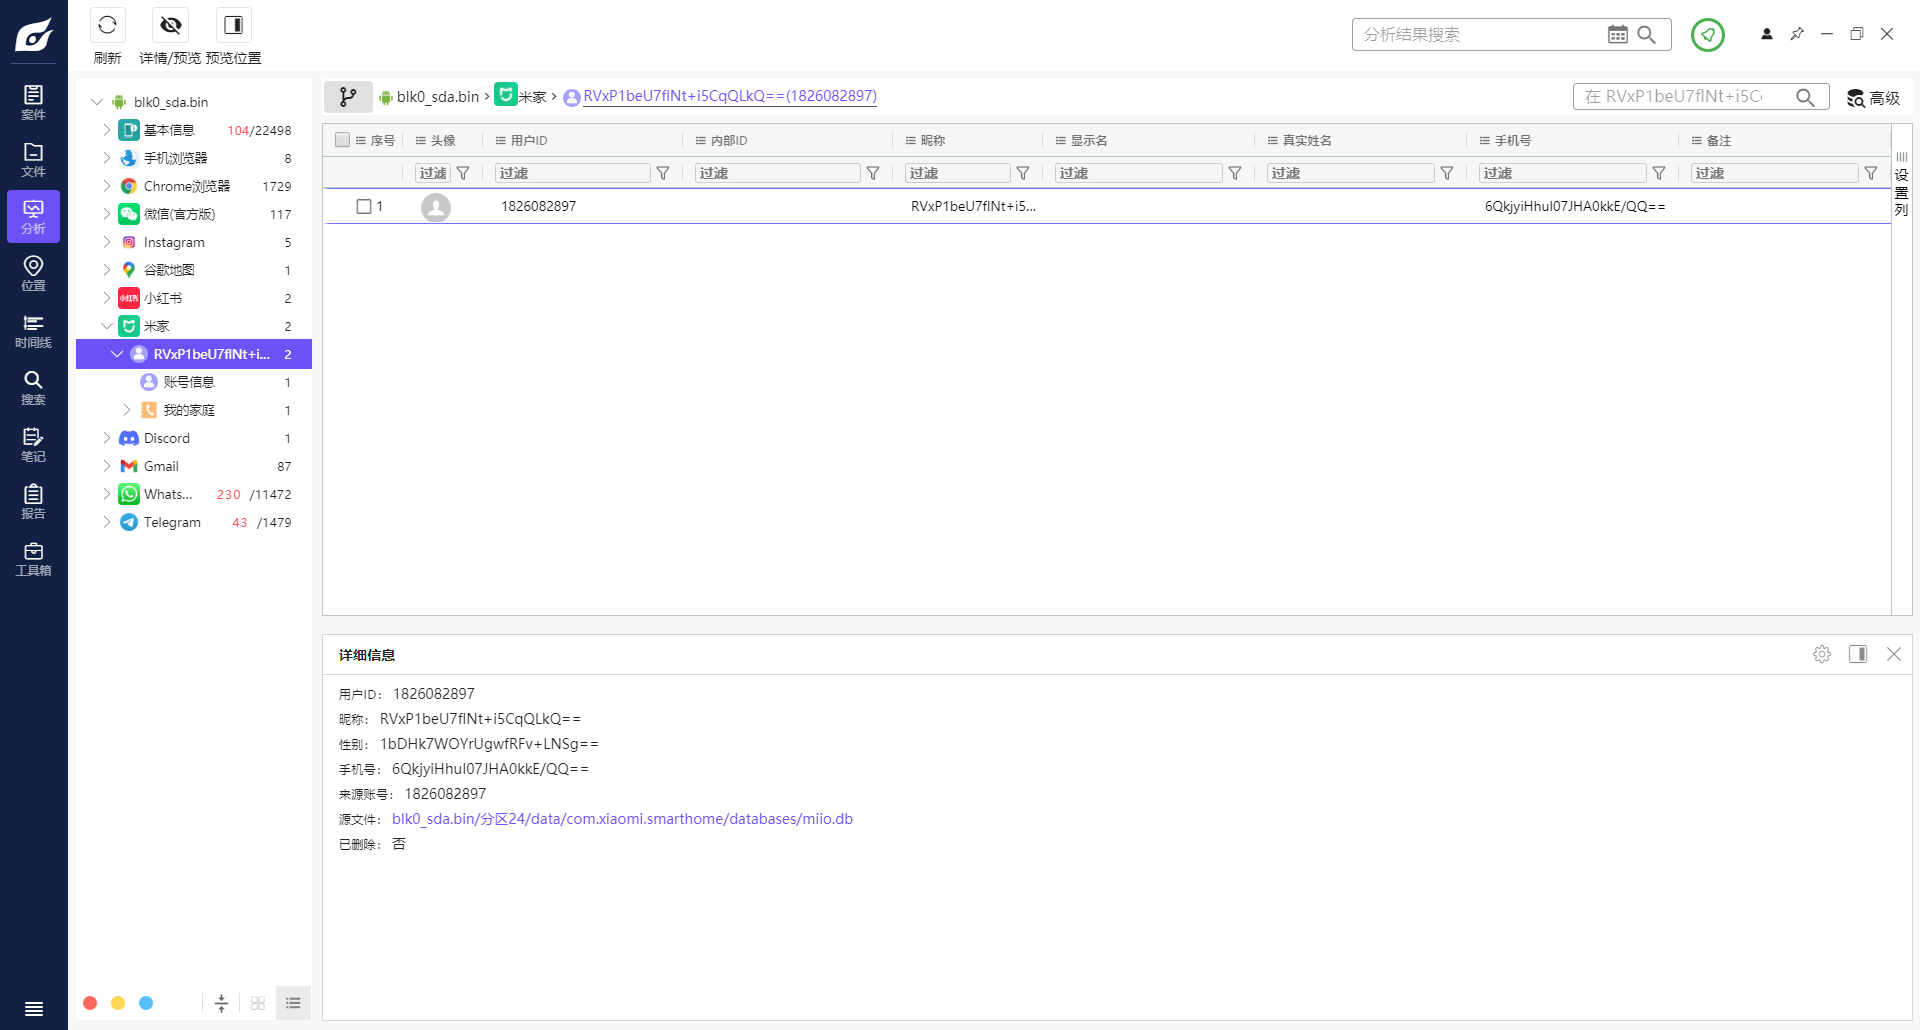 刷新
详情/预览
预览位置
分析结果搜索
案件
文件
分析
位置
时间线
搜索
笔记
报告
工具箱
blk0_sda.bin
基本信息 104/22498
手机浏览器 8
Chrome浏览器 1729
微信(官方版) 117
Instagram 5
谷歌地图 1
小红书 2
米家 2
RVxP1beU7flNt+i... 2
账号信息 1
我的家庭 1
Discord 1
Gmail 87
Whats... 230 /11472
Telegram 43 /1479
blk0_sda.bin > 米家 > RVxP1beU7flNt+i5CqQLkQ==(1826082897)
在 RVxP1beU7flNt+i5C
高级
序号 头像 用户ID 内部ID 昵称 显示名 真实姓名 手机号 备注
过滤 过滤 过滤 过滤 过滤 过滤 过滤 过滤
1 1826082897 RVxP1beU7flNt+i5... 6QkjyiHhul07JHA0kkE/QQ==
设置列
详细信息
用户ID： 1826082897
昵称： RVxP1beU7flNt+i5CqQLkQ==
性别： 1bDHk7WOYrUgwfRFv+LNSg==
手机号： 6QkjyiHhul07JHA0kkE/QQ==
来源账号： 1826082897
源文件： blk0_sda.bin/分区24/data/com.xiaomi.smarthome/databases/miio.db
已删除： 否